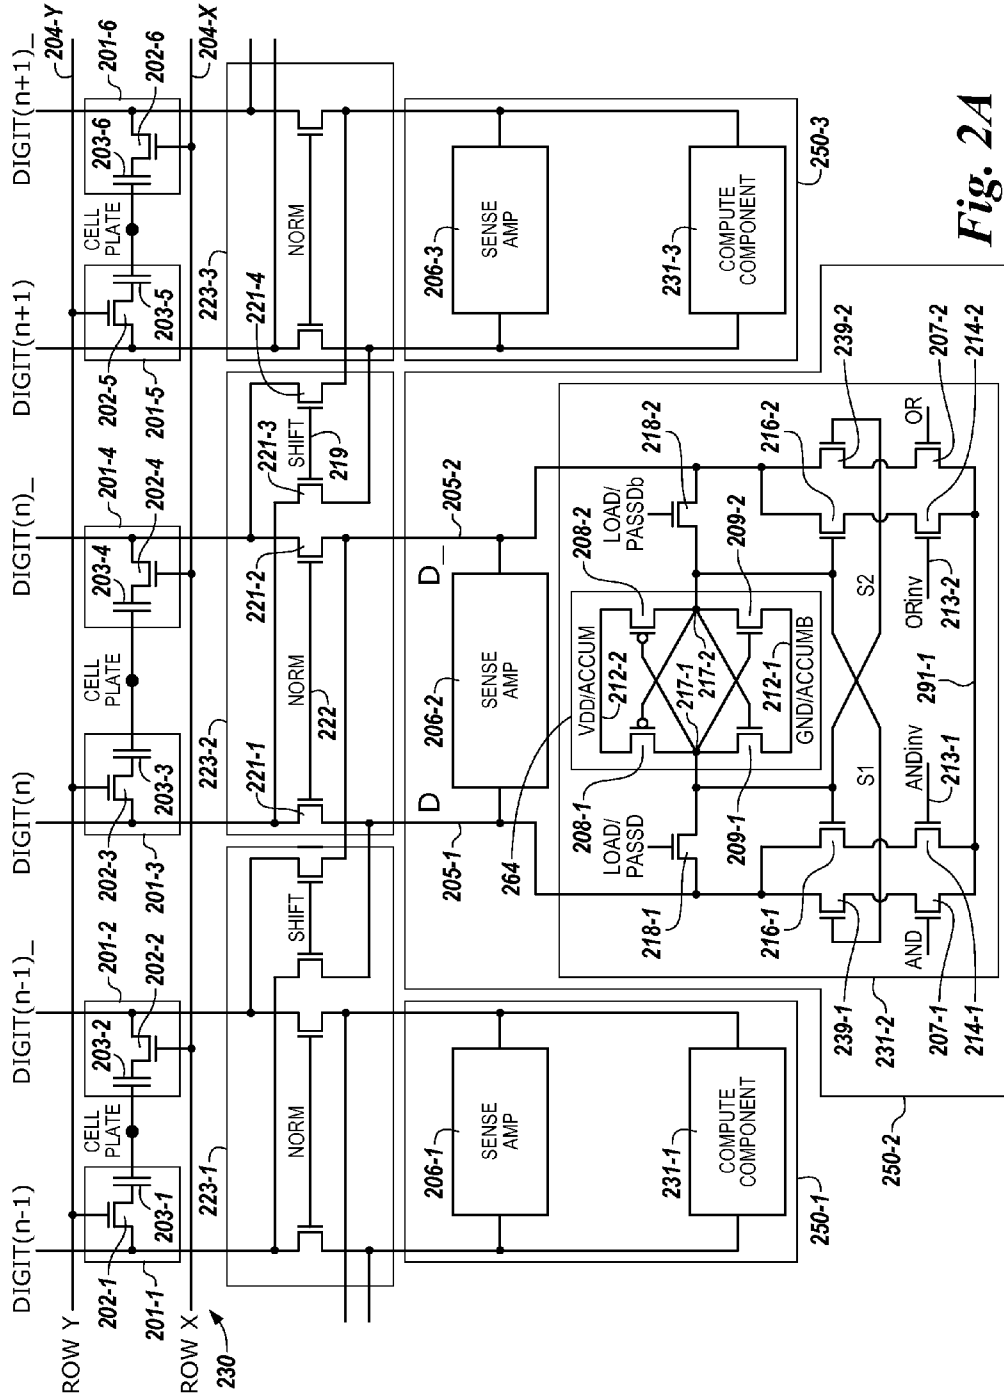 DIGIT(n-1)
DIGIT(n-1)_
DIGIT(n)
DIGIT(n)_
DIGIT(n+1)
DIGIT(n+1)_
ROW Y
204-Y
202-1
203-1
201-1
CELL PLATE
203-2
201-2
202-2
202-3
203-3
201-3
CELL PLATE
203-4
201-4
202-4
202-5
203-5
201-5
CELL PLATE
203-6
201-6
202-6
ROW X
204-X
230
223-1
NORM
SHIFT
223-2
221-1
NORM
222
221-2
221-3
SHIFT
219
221-4
223-3
NORM
206-1
SENSE AMP
231-1
COMPUTE COMPONENT
250-1
205-1
D
206-2
SENSE AMP
D_
205-2
206-3
SENSE AMP
231-3
COMPUTE COMPONENT
250-3
264
218-1
LOAD/ PASSD
208-1
209-1
VDD/ACCUM
212-2
217-1
217-2
212-1
GND/ACCUMB
208-2
209-2
LOAD/ PASSDb
218-2
216-1
S1
S2
216-2
239-1
239-2
AND
ANDinv
213-1
ORinv
213-2
OR
231-2
207-1
214-1
291-1
207-2
214-2
250-2
Fig. 2A